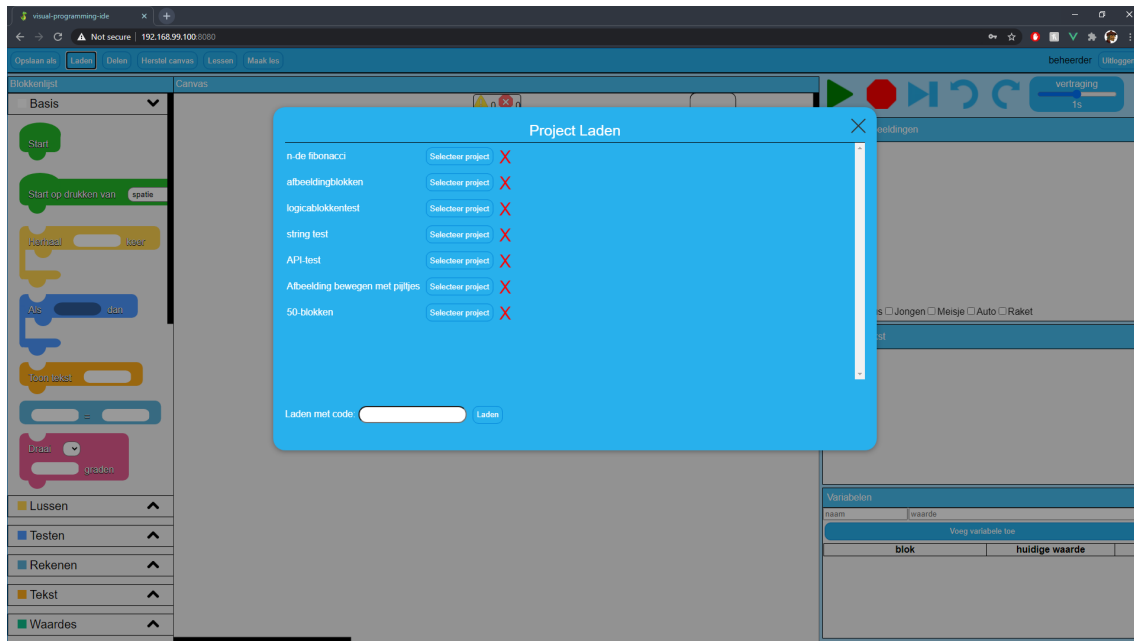 visual-programming-ide
Not secure | 192.168.99.100:8080
Opslaan als Laden Delen Herstel canvas Lessen Maak les beheerder Uitloggen
Blokkenlijst Canvas
Basis
0 0
vertraging
1s
Start
Start op drukken van spatie
Herhaal keer
Als dan
Toon tekst
=
Draai
graden
Lussen
Testen
Rekenen
Tekst
Waardes
Project Laden
n-de fibonacci Selecteer project X
afbeeldingblokken Selecteer project X
logicablokkentest Selecteer project X
string test Selecteer project X
API-test Selecteer project X
Afbeelding bewegen met pijltjes Selecteer project X
50-blokken Selecteer project X
Laden met code: Laden
eeldingen
s Jongen Meisje Auto Raket
st
Variabelen
naam waarde
Voeg variabele toe
blok huidige waarde